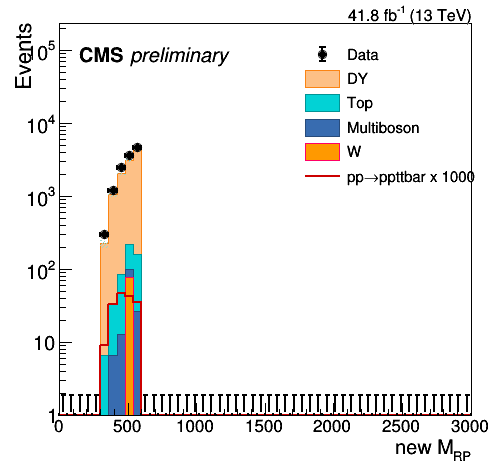 41.8 fb⁻¹ (13 TeV)
Events
CMS preliminary
Data
DY
Top
Multiboson
W
pp→ppttbar x 1000
10⁵
10⁴
10³
10²
10
1
0 500 1000 1500 2000 2500 3000
new M_RP